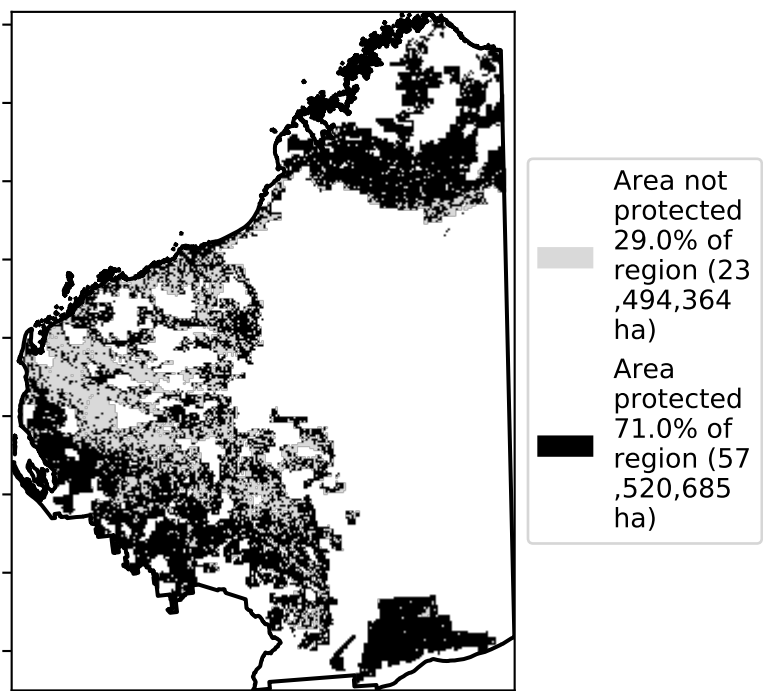 Area not
protected
29.0% of
region (23
,494,364
ha)
Area
protected
71.0% of
region (57
,520,685
ha)